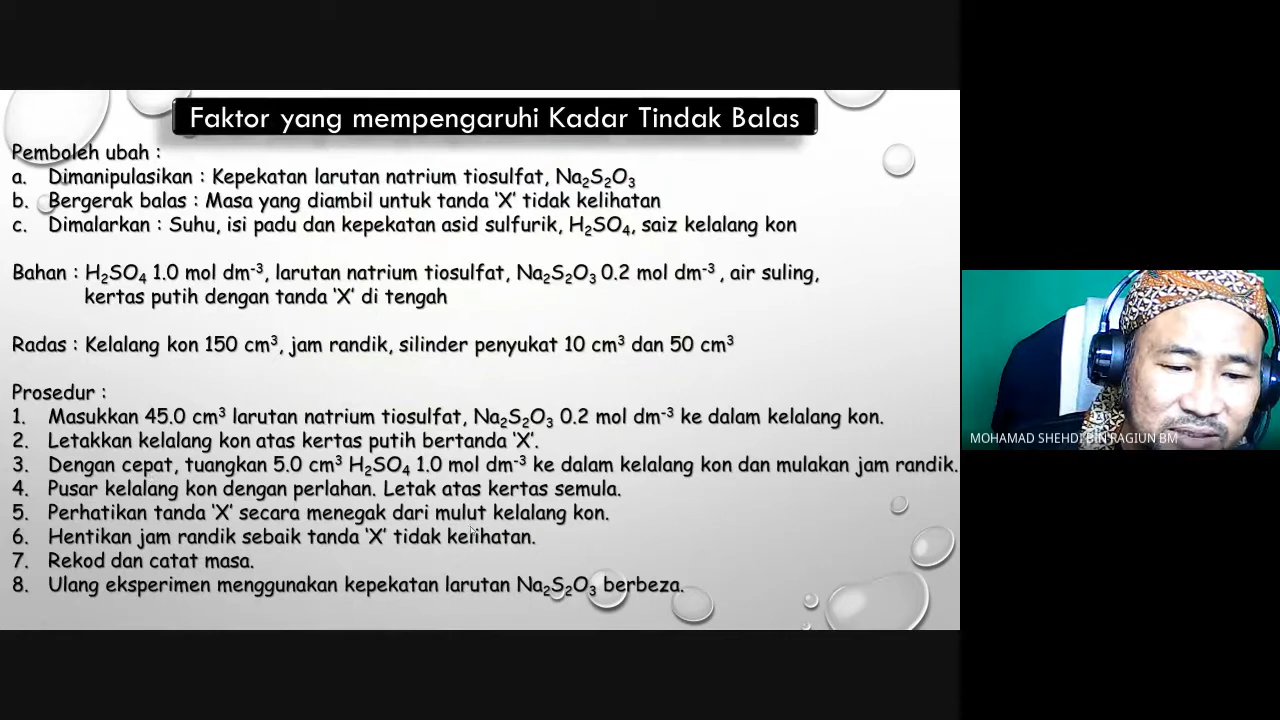 Faktor yang mempengaruhi Kadar Tindak Balas
Pemboleh ubah :
a. Dimanipulasikan : Kepekatan larutan natrium tiosulfat, Na₂S₂O₃
b. Bergerak balas : Masa yang diambil untuk tanda ‘X’ tidak kelihatan
c. Dimalarkan : Suhu, isi padu dan kepekatan asid sulfurik, H₂SO₄, saiz kelalang kon
Bahan : H₂SO₄ 1.0 mol dm⁻³, larutan natrium tiosulfat, Na₂S₂O₃ 0.2 mol dm⁻³ , air suling,
kertas putih dengan tanda ‘X’ di tengah
Radas : Kelalang kon 150 cm³, jam randik, silinder penyukat 10 cm³ dan 50 cm³
Prosedur :
1. Masukkan 45.0 cm³ larutan natrium tiosulfat, Na₂S₂O₃ 0.2 mol dm⁻³ ke dalam kelalang kon.
2. Letakkan kelalang kon atas kertas putih bertanda ‘X’.
3. Dengan cepat, tuangkan 5.0 cm³ H₂SO₄ 1.0 mol dm⁻³ ke dalam kelalang kon dan mulakan jam randik.
4. Pusar kelalang kon dengan perlahan. Letak atas kertas semula.
5. Perhatikan tanda ‘X’ secara menegak dari mulut kelalang kon.
6. Hentikan jam randik sebaik tanda ‘X’ tidak kelihatan.
7. Rekod dan catat masa.
8. Ulang eksperimen menggunakan kepekatan larutan Na₂S₂O₃ berbeza.
MOHAMAD SHEHDI BIN RAGIUN BM